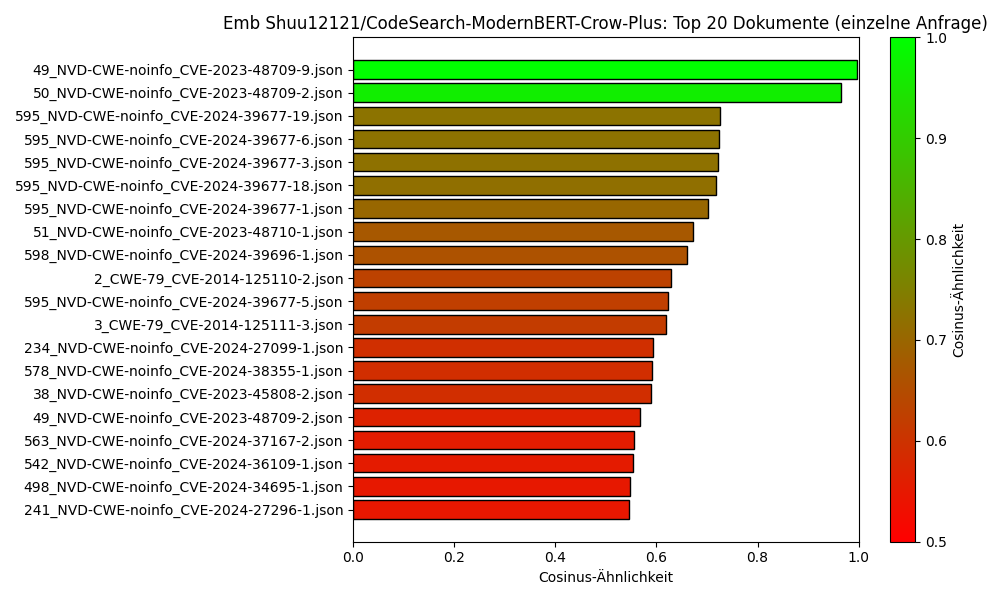 Emb Shuu12121/CodeSearch-ModernBERT-Crow-Plus: Top 20 Dokumente (einzelne Anfrage)
49_NVD-CWE-noinfo_CVE-2023-48709-9.json
50_NVD-CWE-noinfo_CVE-2023-48709-2.json
595_NVD-CWE-noinfo_CVE-2024-39677-19.json
595_NVD-CWE-noinfo_CVE-2024-39677-6.json
595_NVD-CWE-noinfo_CVE-2024-39677-3.json
595_NVD-CWE-noinfo_CVE-2024-39677-18.json
595_NVD-CWE-noinfo_CVE-2024-39677-1.json
51_NVD-CWE-noinfo_CVE-2023-48710-1.json
598_NVD-CWE-noinfo_CVE-2024-39696-1.json
2_CWE-79_CVE-2014-125110-2.json
595_NVD-CWE-noinfo_CVE-2024-39677-5.json
3_CWE-79_CVE-2014-125111-3.json
234_NVD-CWE-noinfo_CVE-2024-27099-1.json
578_NVD-CWE-noinfo_CVE-2024-38355-1.json
38_NVD-CWE-noinfo_CVE-2023-45808-2.json
49_NVD-CWE-noinfo_CVE-2023-48709-2.json
563_NVD-CWE-noinfo_CVE-2024-37167-2.json
542_NVD-CWE-noinfo_CVE-2024-36109-1.json
498_NVD-CWE-noinfo_CVE-2024-34695-1.json
241_NVD-CWE-noinfo_CVE-2024-27296-1.json
0.0 0.2 0.4 0.6 0.8 1.0
Cosinus-Ähnlichkeit
1.0
0.9
0.8
0.7
0.6
0.5
Cosinus-Ähnlichkeit